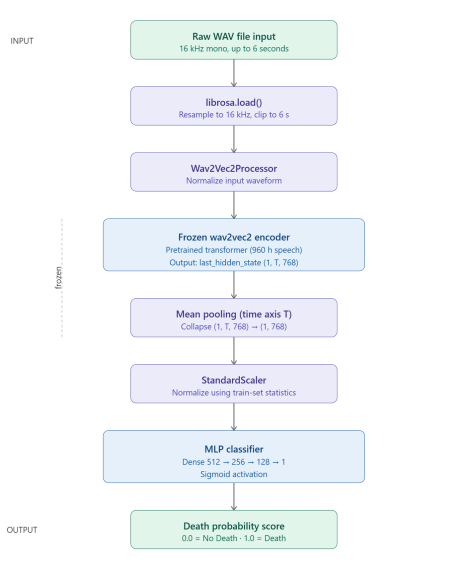 INPUT
Raw WAV file input
16 kHz mono, up to 6 seconds
librosa.load()
Resample to 16 kHz, clip to 6 s
Wav2Vec2Processor
Normalize input waveform
frozen
Frozen wav2vec2 encoder
Pretrained transformer (960 h speech)
Output: last_hidden_state (1, T, 768)
Mean pooling (time axis T)
Collapse (1, T, 768) → (1, 768)
StandardScaler
Normalize using train-set statistics
MLP classifier
Dense 512 → 256 → 128 → 1
Sigmoid activation
OUTPUT
Death probability score
0.0 = No Death · 1.0 = Death